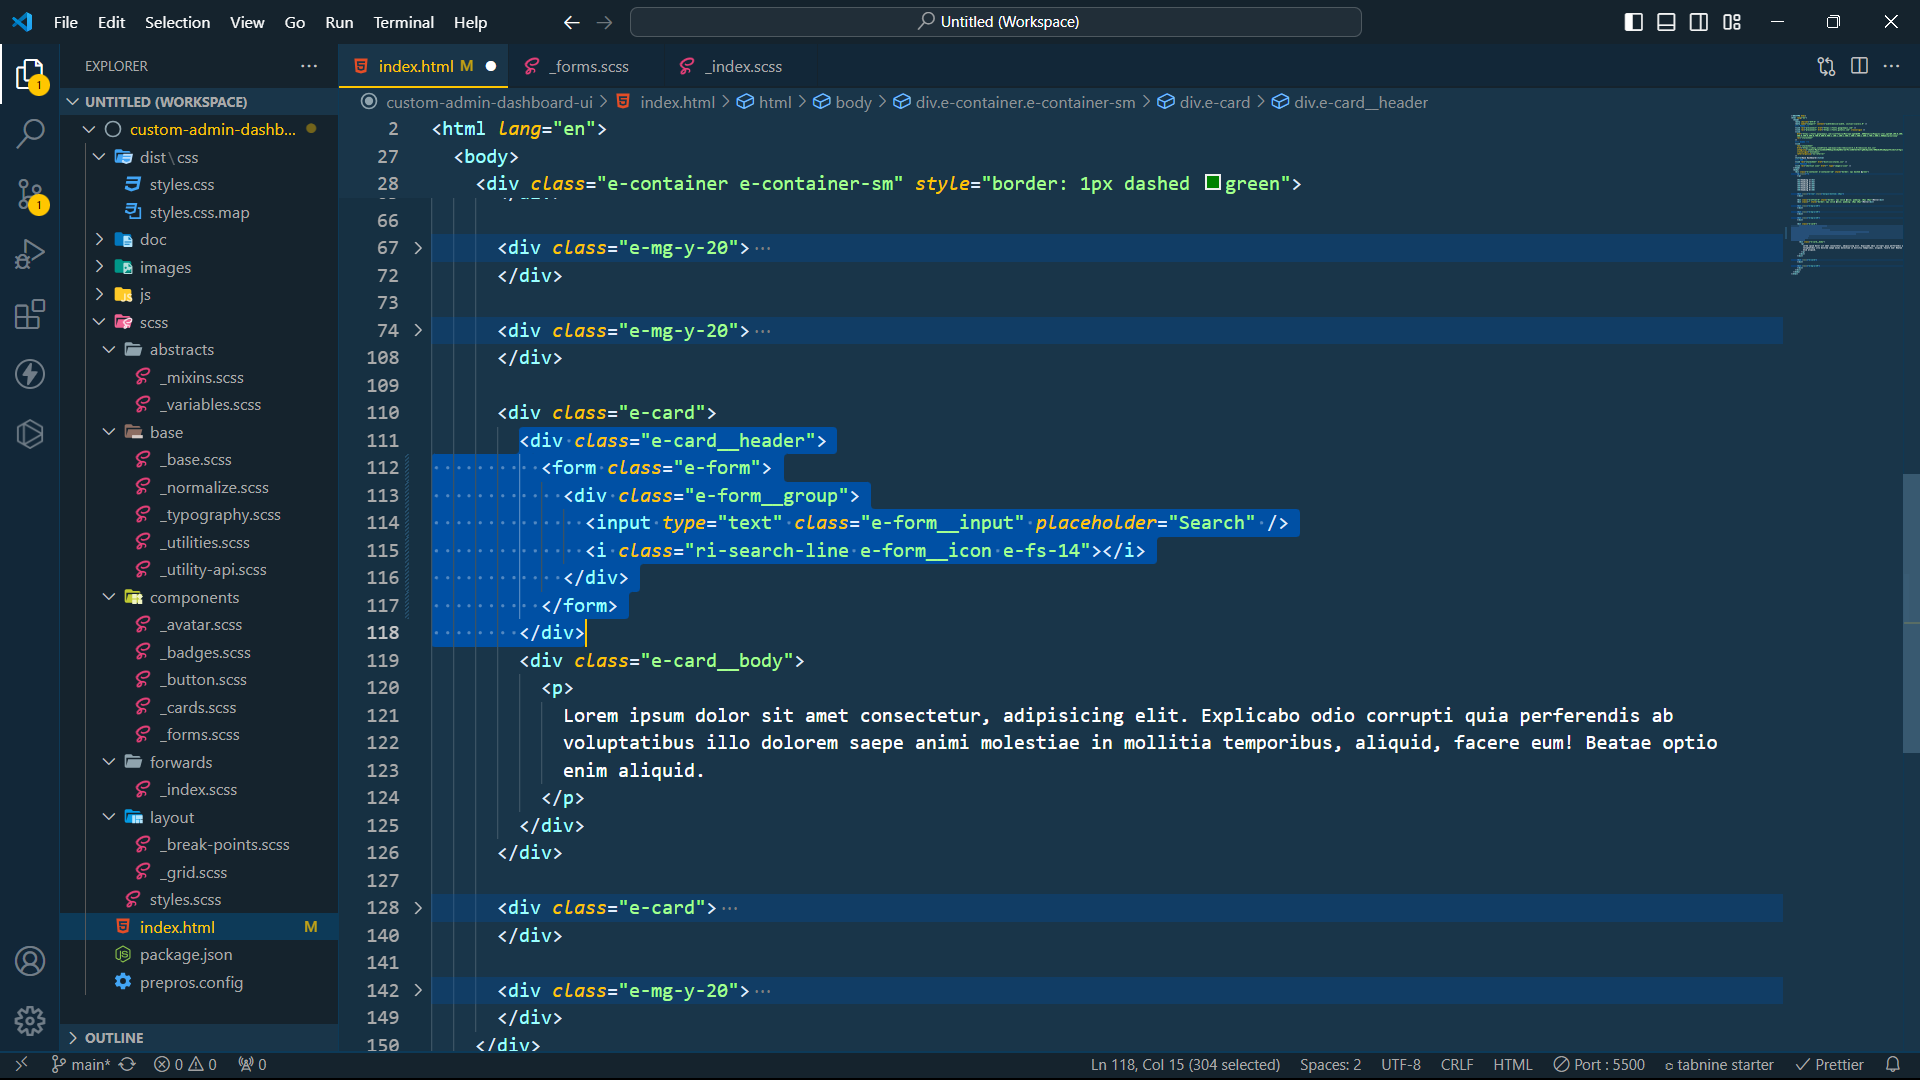 File Edit Selection View Go Run Terminal Help
Untitled (Workspace)
EXPLORER
UNTITLED (WORKSPACE)
custom-admin-dashb...
dist\css
styles.css
styles.css.map
doc
images
js
scss
abstracts
_mixins.scss
_variables.scss
base
_base.scss
_normalize.scss
_typography.scss
_utilities.scss
_utility-api.scss
components
_avatar.scss
_badges.scss
_button.scss
_cards.scss
_forms.scss
forwards
_index.scss
layout
_break-points.scss
_grid.scss
styles.scss
index.html M
package.json
prepros.config
OUTLINE
1
1
index.html M
_forms.scss
_index.scss
custom-admin-dashboard-ui > index.html > html > body > div.e-container.e-container-sm > div.e-card > div.e-card__header
2 <html lang="en">
27 <body>
28 <div class="e-container e-container-sm" style="border: 1px dashed green">
66
67 <div class="e-mg-y-20">...
72 </div>
73
74 <div class="e-mg-y-20">...
108 </div>
109
110 <div class="e-card">
111 <div class="e-card__header">
112 <form class="e-form">
113 <div class="e-form__group">
114 <input type="text" class="e-form__input" placeholder="Search" />
115 <i class="ri-search-line e-form__icon e-fs-14"></i>
116 </div>
117 </form>
118 </div>
119 <div class="e-card__body">
120 <p>
121 Lorem ipsum dolor sit amet consectetur, adipisicing elit. Explicabo odio corrupti quia perferendis ab
122 voluptatibus illo dolorem saepe animi molestiae in mollitia temporibus, aliquid, facere eum! Beatae optio
123 enim aliquid.
124 </p>
125 </div>
126 </div>
127
128 <div class="e-card">...
140 </div>
141
142 <div class="e-mg-y-20">...
149 </div>
150 </div>
main* 0 0 0
Ln 118, Col 15 (304 selected) Spaces: 2 UTF-8 CRLF HTML Port : 5500 tabnine starter Prettier